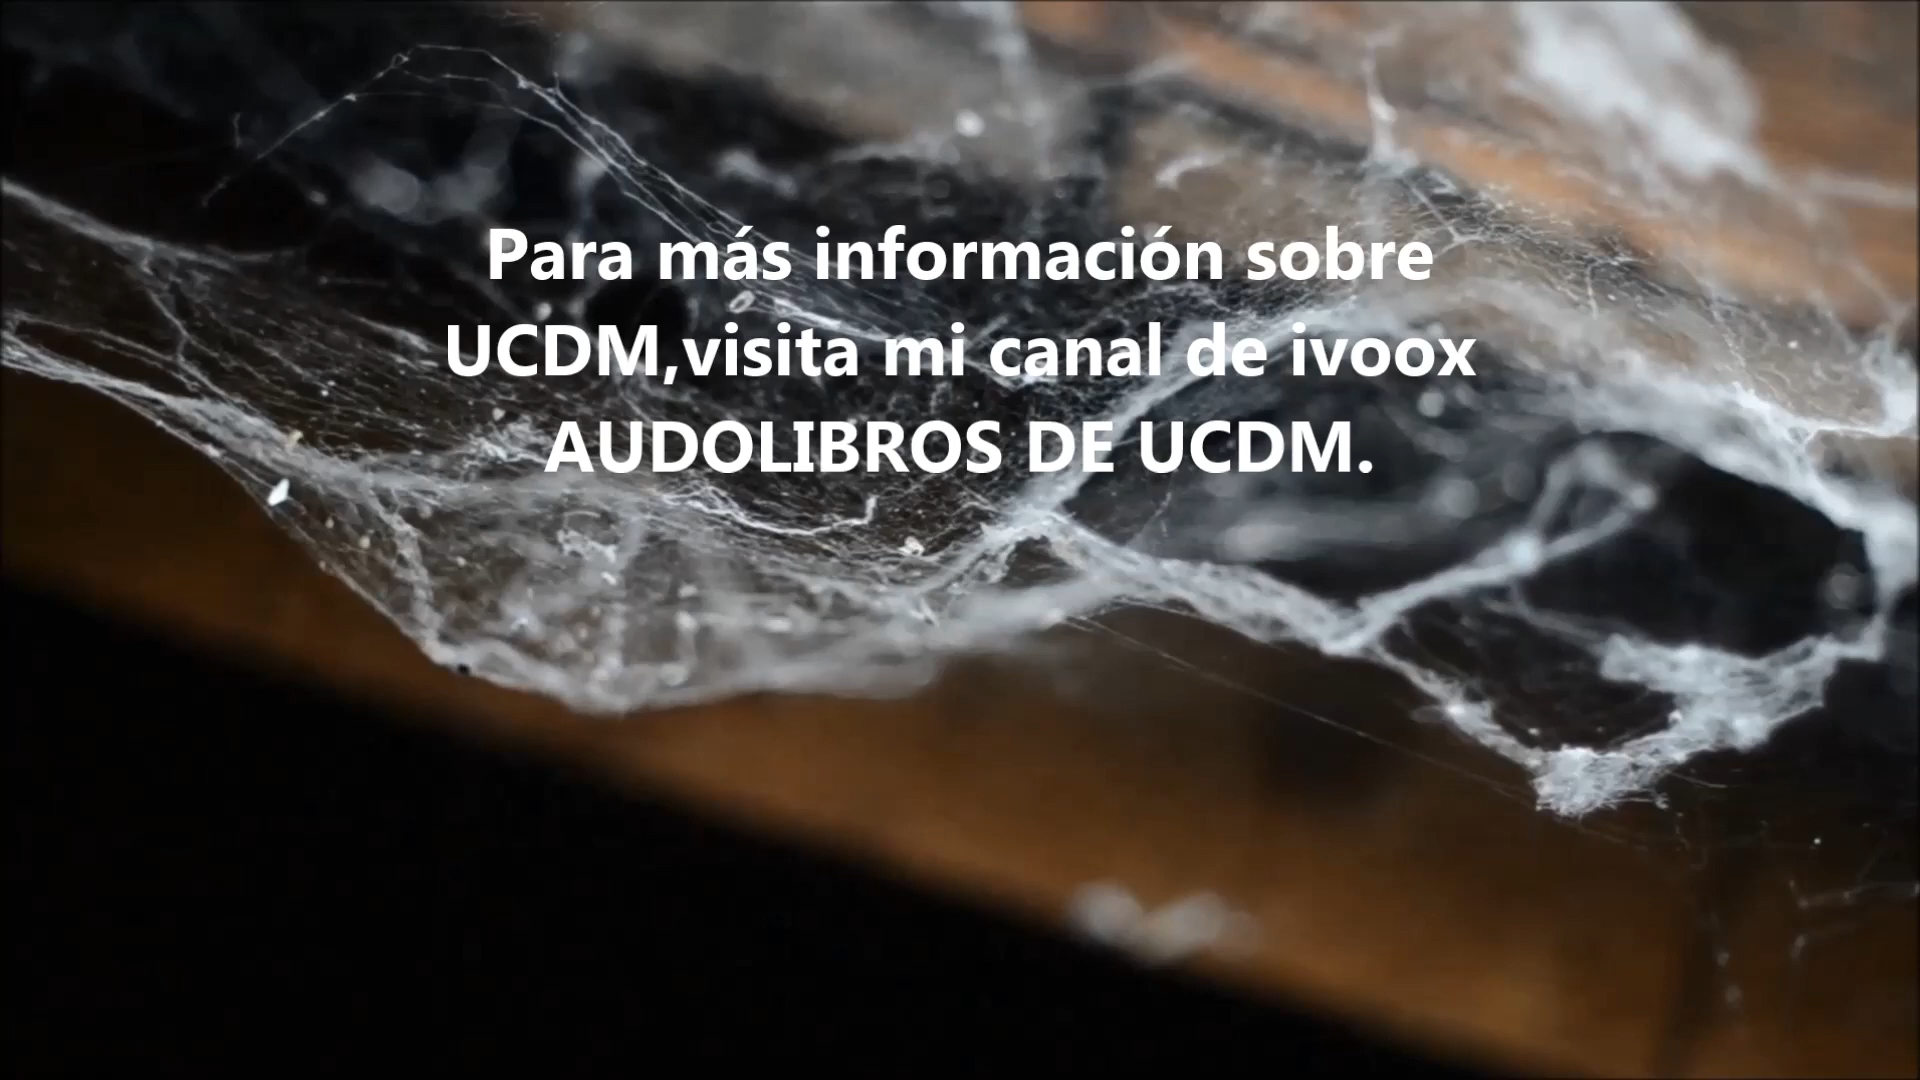 Para más información sobre
UCDM,visita mi canal de ivoox
AUDOLIBROS DE UCDM.